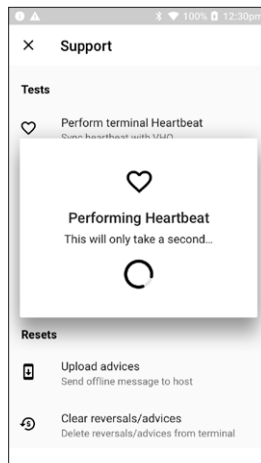 100% 12:30pm
Support
Tests
Perform terminal Heartbeat
Sync heartbeat with VHQ
Performing Heartbeat
This will only take a second...
Resets
Upload advices
Send offline message to host
Clear reversals/advices
Delete reversals/advices from terminal